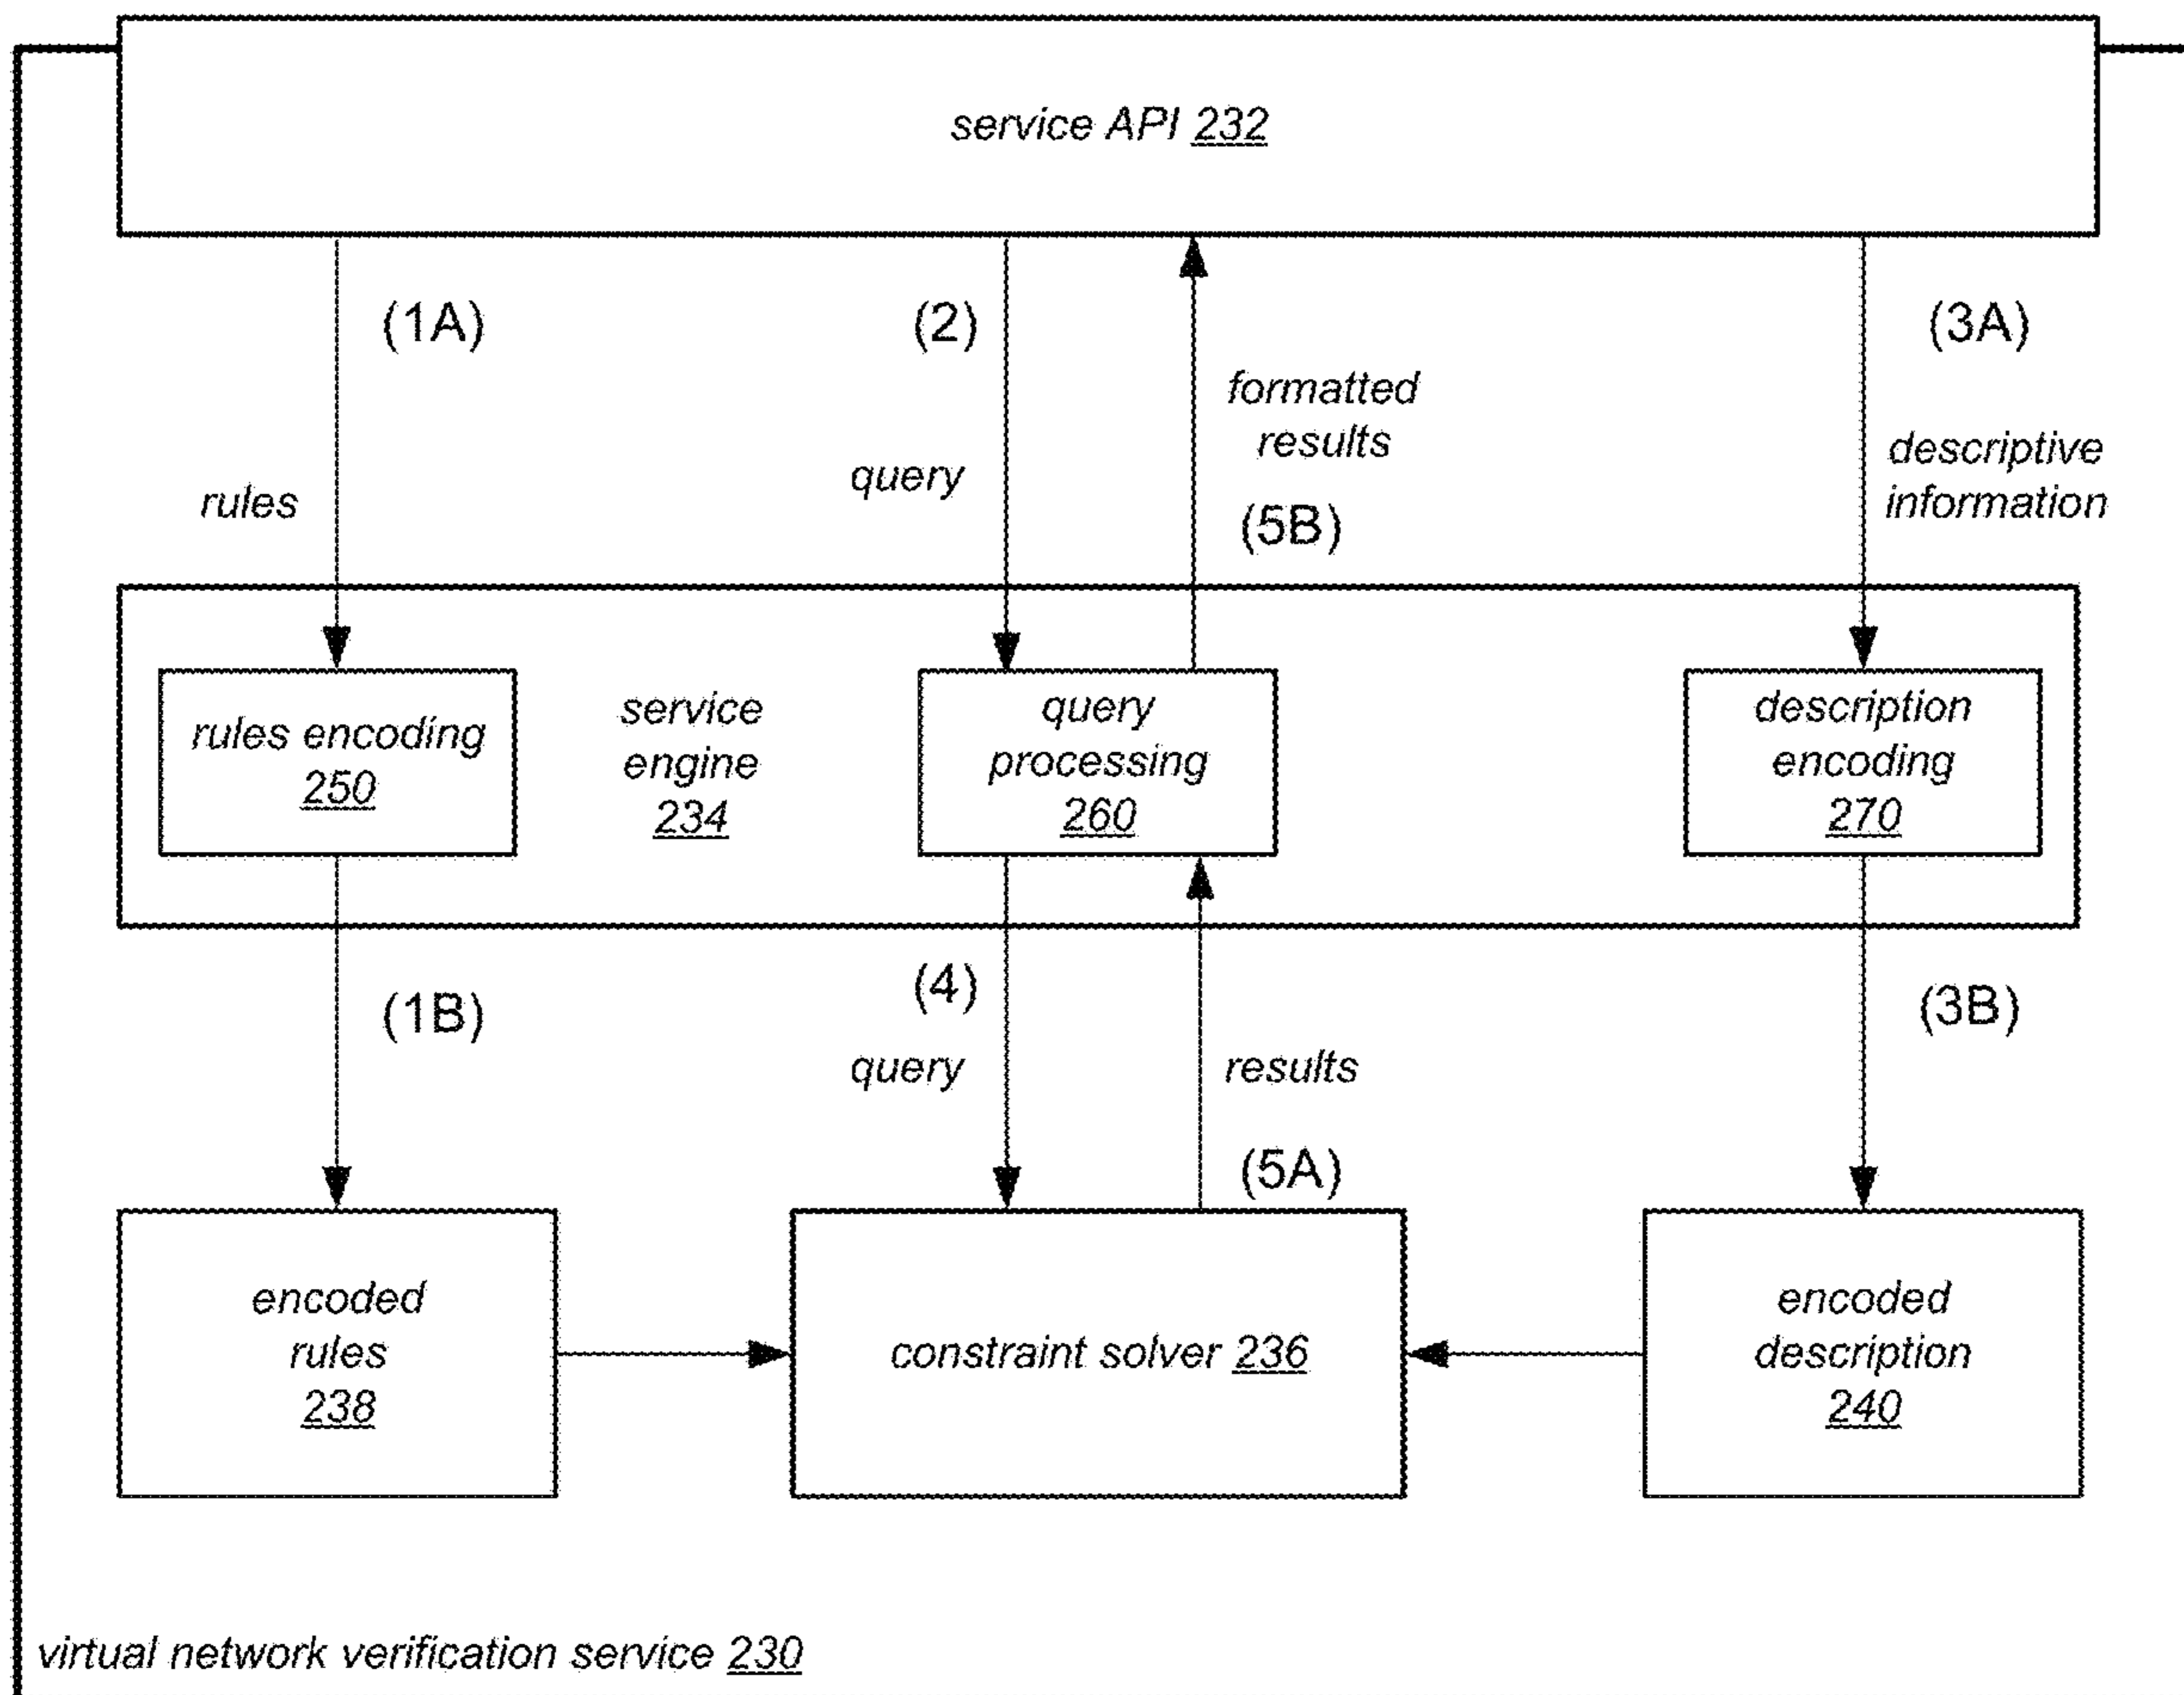 service API 232
(1A)
(2)
(3A)
formatted
results
descriptive
information
query
rules
(5B)
rules encoding
250
service
engine
234
query
processing
260
description
encoding
270
(1B)
(4)
(3B)
query
results
(5A)
encoded
rules
238
constraint solver 236
encoded
description
240
virtual network verification service 230